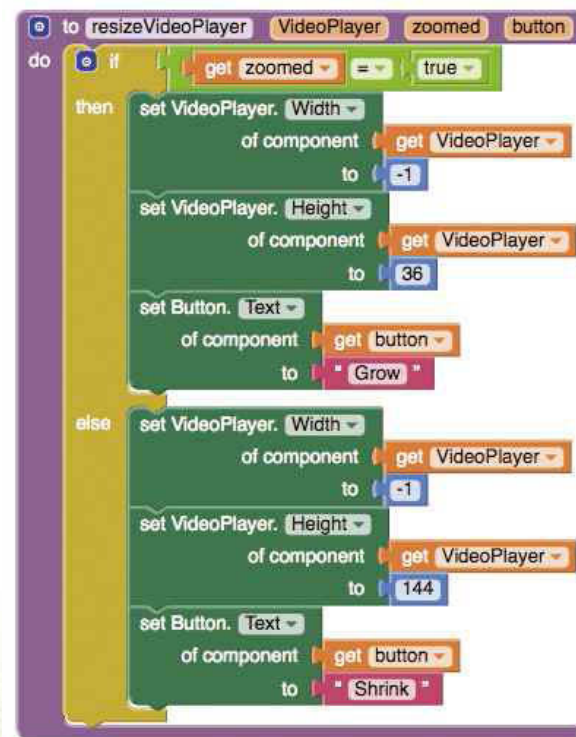 to resizeVideoPlayer VideoPlayer zoomed button
do if get zoomed = true
then set VideoPlayer. Width
of component get VideoPlayer
to -1
set VideoPlayer. Height
of component get VideoPlayer
to 36
set Button. Text
of component get button
to " Grow "
else set VideoPlayer. Width
of component get VideoPlayer
to -1
set VideoPlayer. Height
of component get VideoPlayer
to 144
set Button. Text
of component get button
to " Shrink "